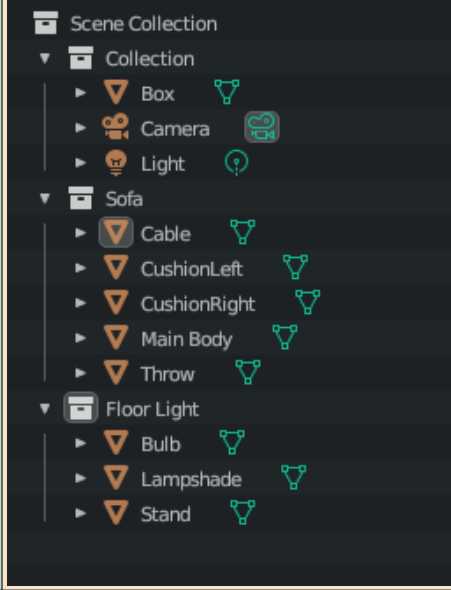 Scene Collection
Collection
Box
Camera
Light
Sofa
Cable
CushionLeft
CushionRight
Main Body
Throw
Floor Light
Bulb
Lampshade
Stand